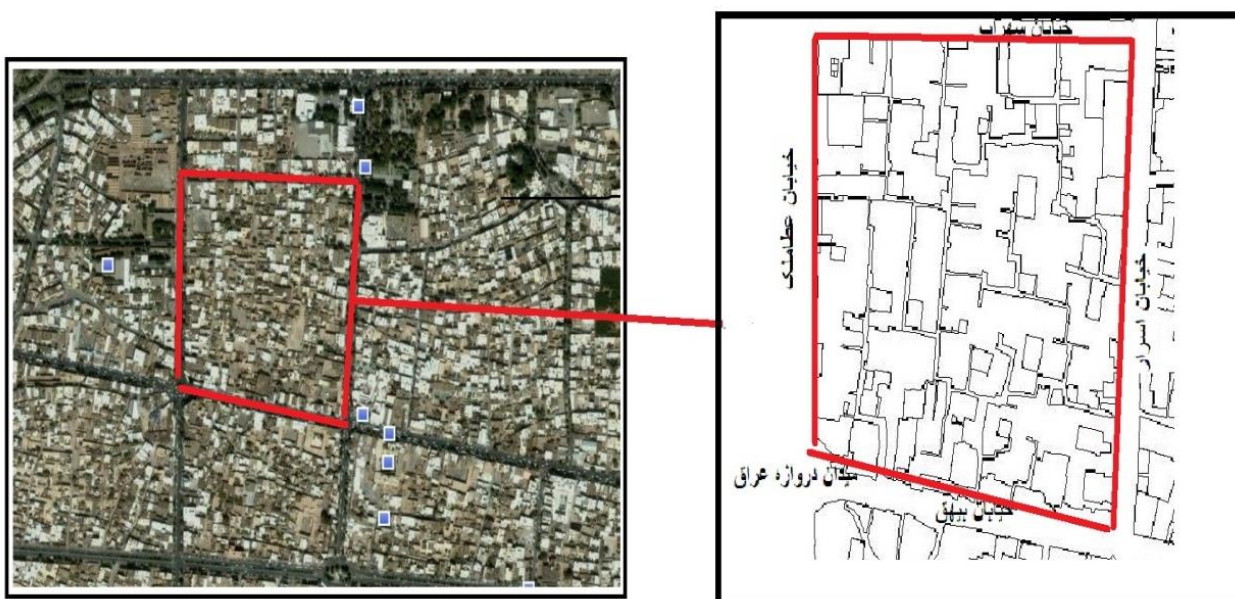 خیابان سهراب
خیابان عطاملک
خیابان اسرار
میدان دروازه عراق
خیابان بیهق